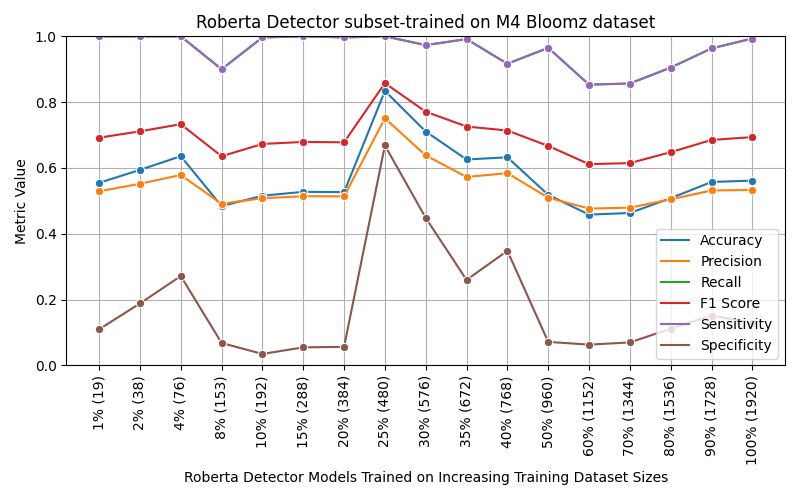 Roberta Detector subset-trained on M4 Bloomz dataset
Metric Value
1.0
0.8
0.6
0.4
0.2
0.0
Accuracy
Precision
Recall
F1 Score
Sensitivity
Specificity
1% (19)
2% (38)
4% (76)
8% (153)
10% (192)
15% (288)
20% (384)
25% (480)
30% (576)
35% (672)
40% (768)
50% (960)
60% (1152)
70% (1344)
80% (1536)
90% (1728)
100% (1920)
Roberta Detector Models Trained on Increasing Training Dataset Sizes